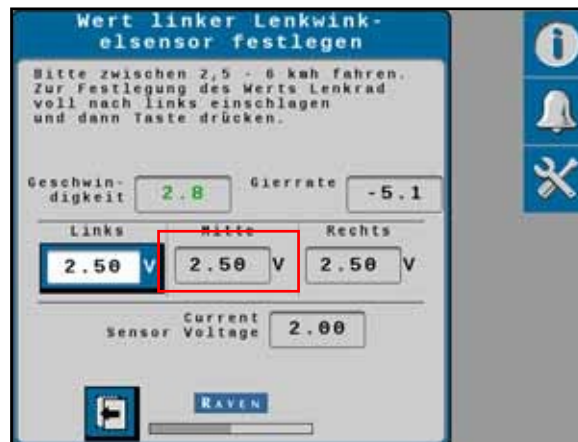 Wert linker Lenkwink-
elsensor festlegen
Bitte zwischen 2,5 - 6 kmh fahren.
Zur Festlegung des Werts Lenkrad
voll nach links einschlagen
und dann Taste drücken.
Geschwin-
digkeit 2.8 Gierrate -5.1
Links Mitte Rechts
2.50 V 2.50 V 2.50 V
Current
Sensor Voltage 2.00
RAVEN